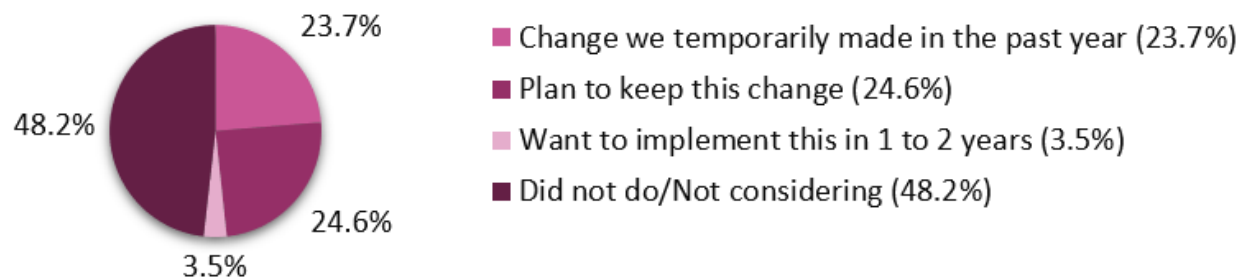 23.7%
48.2%
24.6%
3.5%
Change we temporarily made in the past year (23.7%)
Plan to keep this change (24.6%)
Want to implement this in 1 to 2 years (3.5%)
Did not do/Not considering (48.2%)